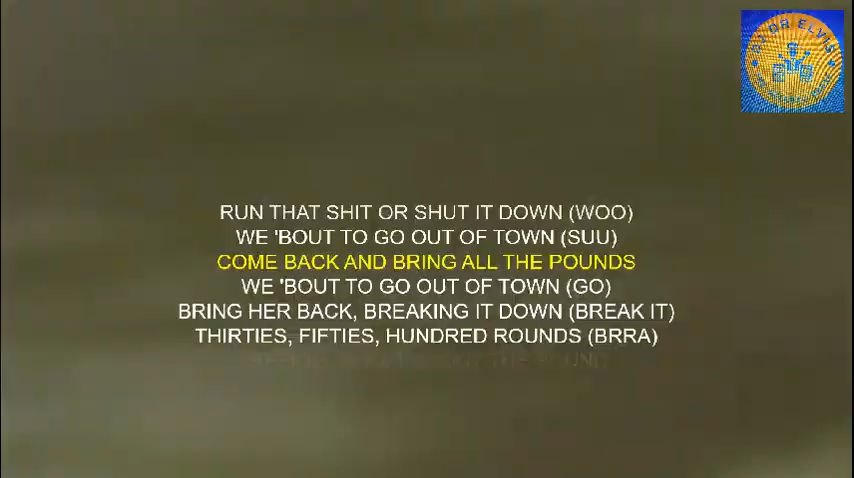 DR ELVIS
RUN THAT SHIT OR SHUT IT DOWN (WOO)
WE 'BOUT TO GO OUT OF TOWN (SUU)
COME BACK AND BRING ALL THE POUNDS
WE 'BOUT TO GO OUT OF TOWN (GO)
BRING HER BACK, BREAKING IT DOWN (BREAK IT)
THIRTIES, FIFTIES, HUNDRED ROUNDS (BRRA)